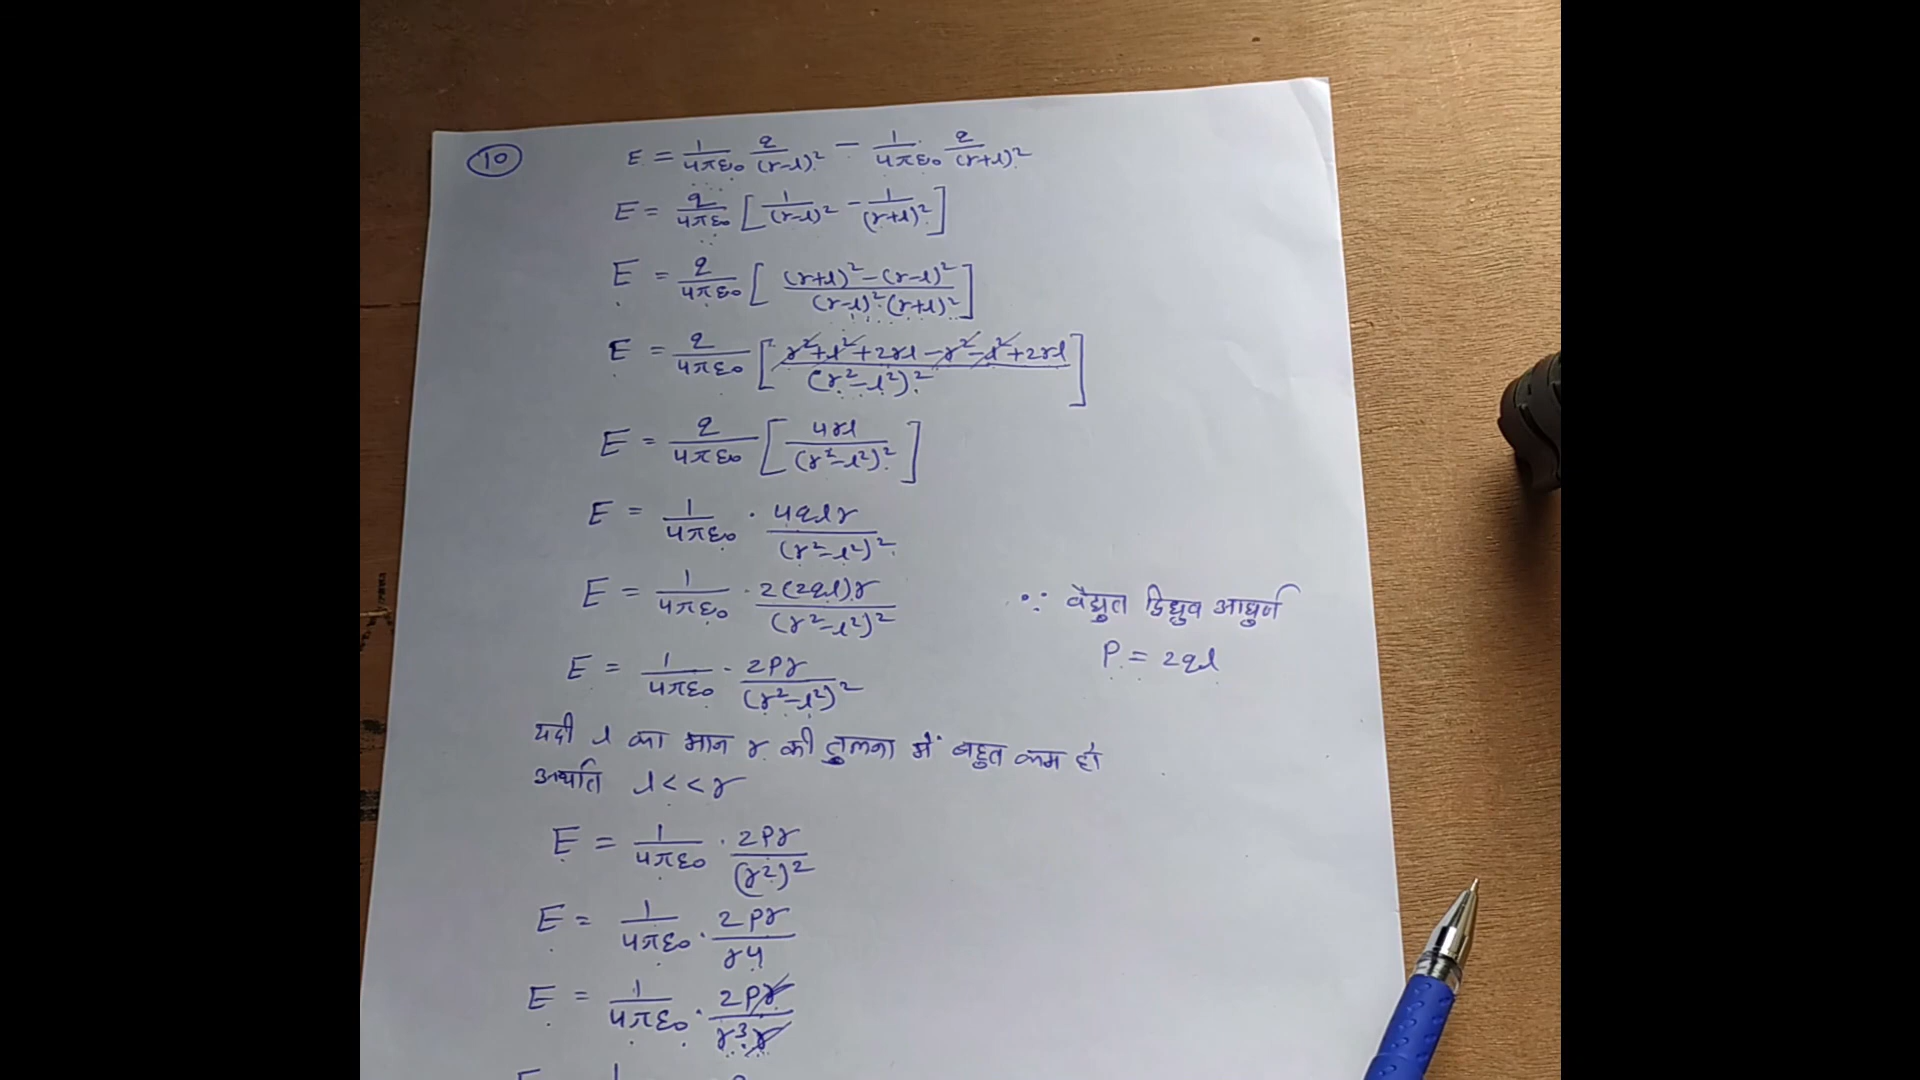 10
E = 1/4πε₀ q/(r-l)² - 1/4πε₀ · q/(r+l)²
E = q/4πε₀ [1/(r-l)² - 1/(r+l)²]
E = q/4πε₀ [(r+l)² - (r-l)² / (r-l)² · (r+l)²]
E = q/4πε₀ [r² + l² + 2rl - r² - l² + 2rl / (r² - l²)²]
E = q/4πε₀ [4rl / (r² - l²)²]
E = 1/4πε₀ · 4qlr / (r² - l²)²
E = 1/4πε₀ · 2(2ql)r / (r² - l²)²
∵ वैद्युत द्विध्रुव आघुर्ण
P = 2ql
E = 1/4πε₀ · 2Pr / (r² - l²)²
यदी l का मान r की तुलना में बहुत कम हो
अर्थात l << r
E = 1/4πε₀ · 2Pr / (r²)²
E = 1/4πε₀ · 2Pr / r4
E = 1/4πε₀ · 2Pr / r³·r